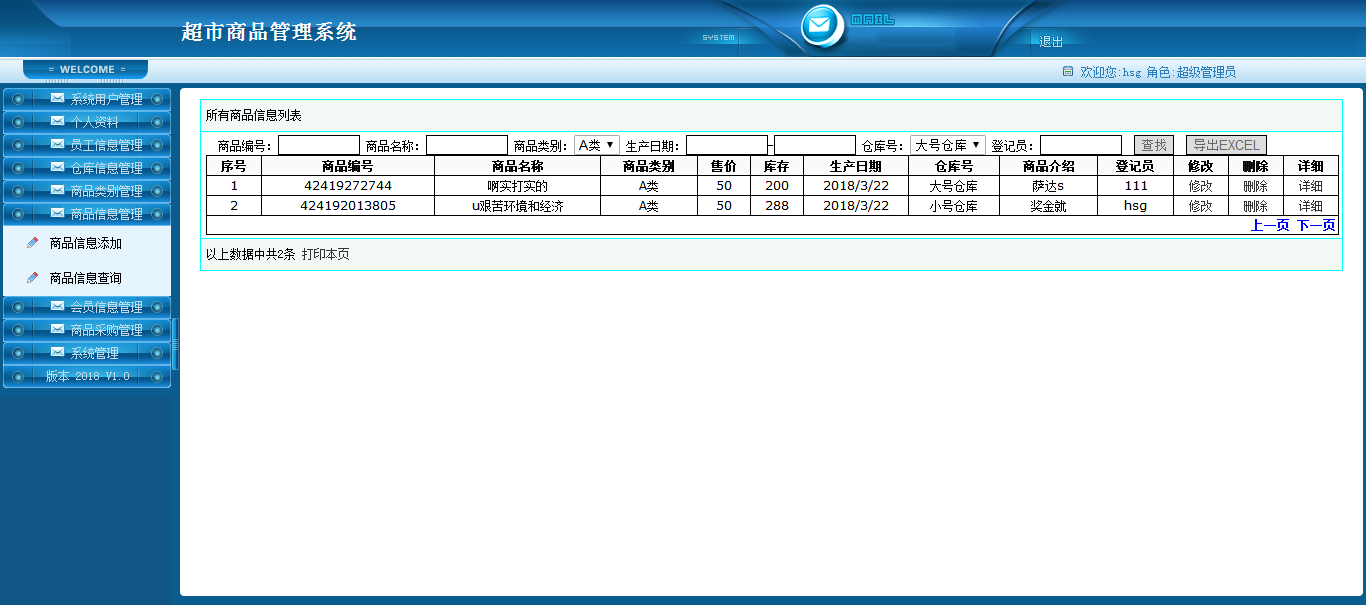 超市商品管理系统
SYSTEM
MAIL
退出
= WELCOME =
欢迎您:hsg 角色:超级管理员
系统用户管理
个人资料
员工信息管理
仓库信息管理
商品类别管理
商品信息管理
商品信息添加
商品信息查询
会员信息管理
商品采购管理
系统管理
版本 2018 V1.0
所有商品信息列表
商品编号: 商品名称: 商品类别: A类 ▼ 生产日期: - 仓库号: 大号仓库 ▼ 登记员: 查找 导出EXCEL
序号 商品编号 商品名称 商品类别 售价 库存 生产日期 仓库号 商品介绍 登记员 修改 删除 详细
1 42419272744 啊实打实的 A类 50 200 2018/3/22 大号仓库 萨达s 111 修改 删除 详细
2 424192013805 u艰苦环境和经济 A类 50 288 2018/3/22 小号仓库 奖金就 hsg 修改 删除 详细
上一页 下一页
以上数据中共2条 打印本页